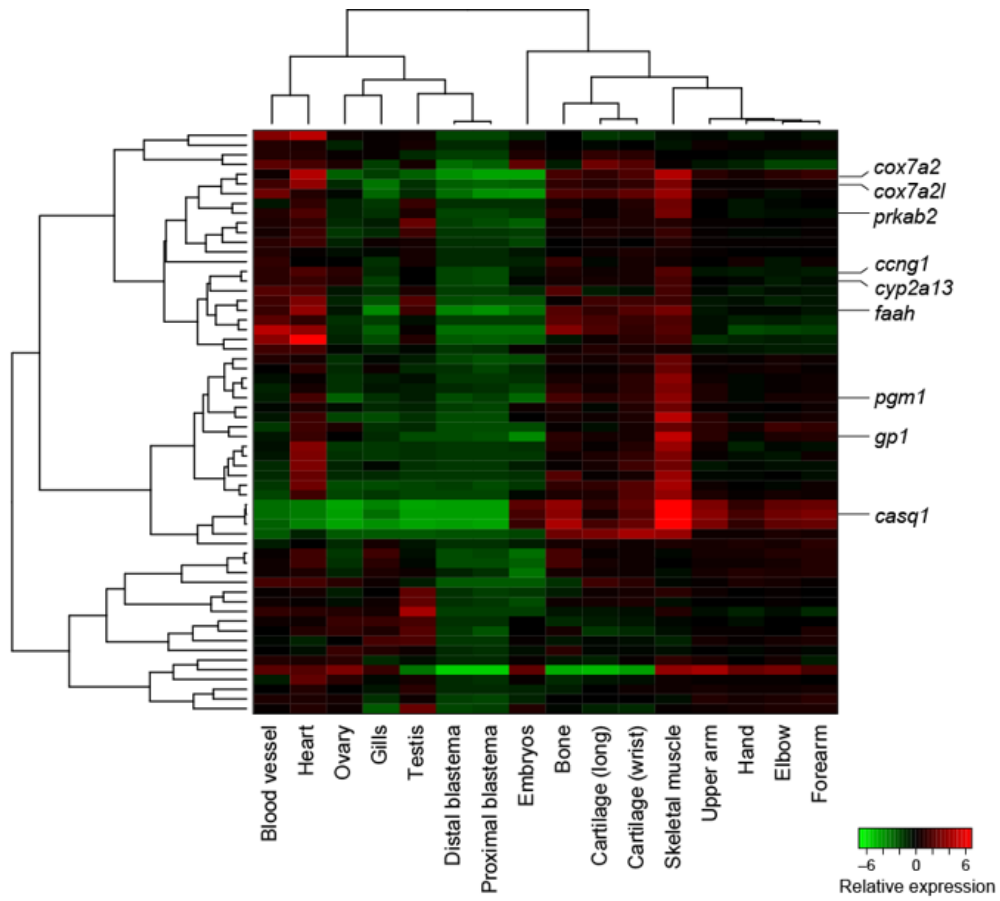 cox7a2
cox7a2l
prkab2
ccng1
cyp2a13
faah
pgm1
gp1
casq1
Blood vessel
Heart
Ovary
Gills
Testis
Distal blastema
Proximal blastema
Embryos
Bone
Cartilage (long)
Cartilage (wrist)
Skeletal muscle
Upper arm
Hand
Elbow
Forearm
−6 0 6
Relative expression